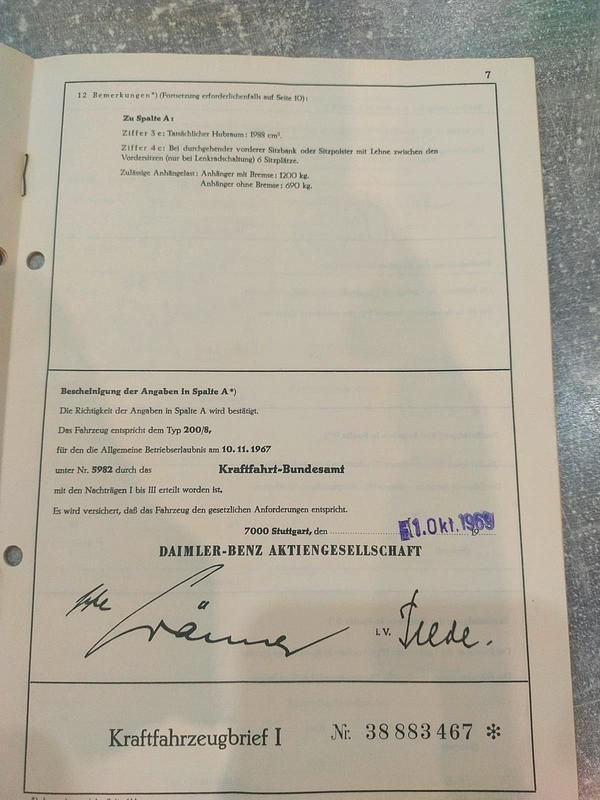 7
12 Bemerkungen*) (Fortsetzung erforderlichenfalls auf Seite 10):
Zu Spalte A:
Ziffer 3 e: Tatsächlicher Hubraum: 1988 cm³.
Ziffer 4 c: Bei durchgehender vorderer Sitzbank oder Sitzpolster mit Lehne zwischen den
Vordersitzen (nur bei Lenkradschaltung) 6 Sitzplätze.
Zulässige Anhängelast: Anhänger mit Bremse: 1200 kg.
Anhänger ohne Bremse: 690 kg.
Bescheinigung der Angaben in Spalte A*)
Die Richtigkeit der Angaben in Spalte A wird bestätigt.
Das Fahrzeug entspricht dem Typ 200/8,
für den die Allgemeine Betriebserlaubnis am 10. 11. 1967
unter Nr. 5982 durch das Kraftfahrt-Bundesamt
mit den Nachträgen I bis III erteilt worden ist.
Es wird versichert, daß das Fahrzeug den gesetzlichen Anforderungen entspricht.
7000 Stuttgart, den 1. Okt. 1969
DAIMLER-BENZ AKTIENGESELLSCHAFT
i. V.
Kraftfahrzeugbrief I Nr. 38 883 467 ✻